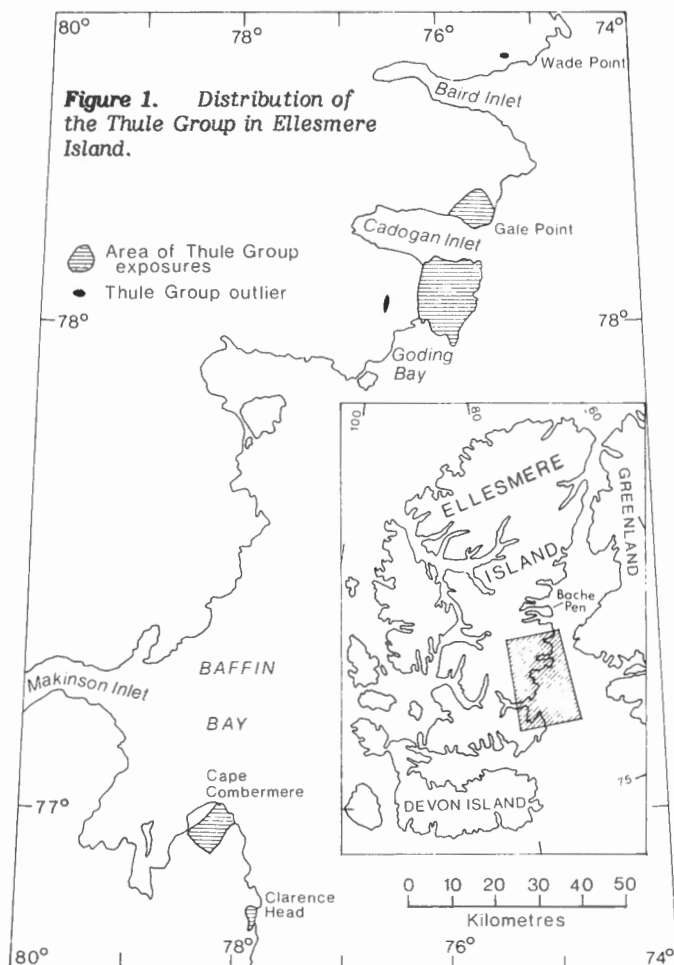 80°
78°
76°
74°
Wade Point
Figure 1. Distribution of
the Thule Group in Ellesmere
Island.
Baird Inlet
Area of Thule Group
exposures
Thule Group outlier
Cadogan Inlet
Gale Point
78°
78°
Goding
Bay
100
80
60
ELLESMERE
ISLAND
GREENLAND
Bache
Pen
75
DEVON ISLAND
BAFFIN
BAY
Makinson Inlet
77°
Cape
Combermere
Clarence
Head
0 10 20 30 40 50
Kilometres
80°
78°
76°
74°